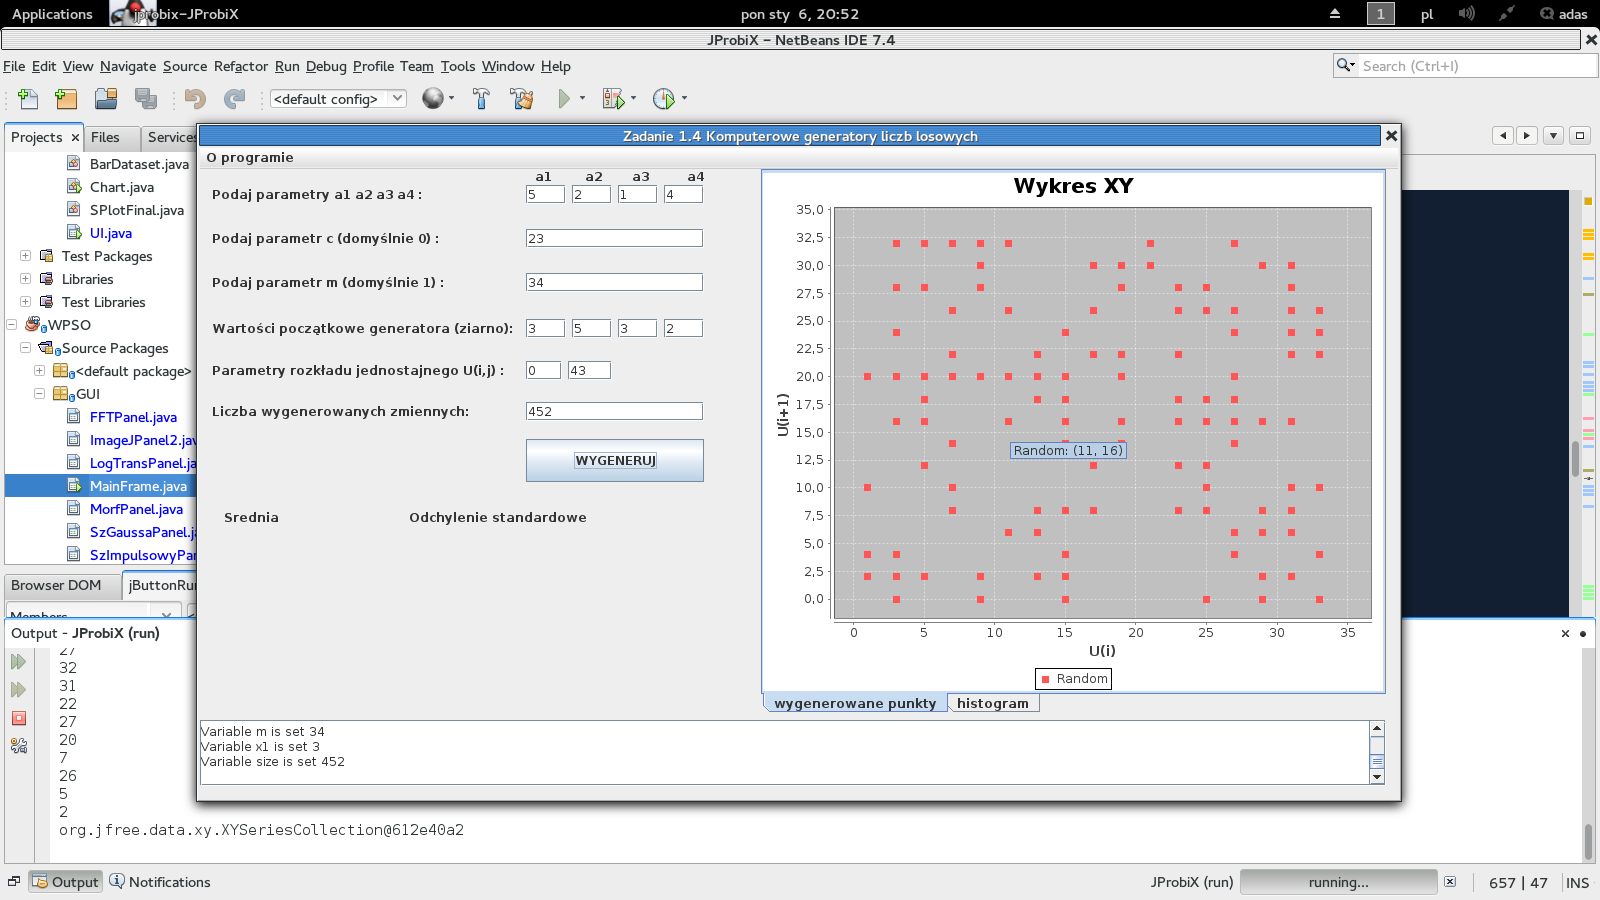 Applications jprobix-JProbiX pon sty 6, 20:52 1 pl adas
JProbiX - NetBeans IDE 7.4
File Edit View Navigate Source Refactor Run Debug Profile Team Tools Window Help
Search (Ctrl+I)
<default config>
Projects Files Services
BarDataset.java
Chart.java
SPlotFinal.java
UI.java
Test Packages
Libraries
Test Libraries
WPSO
Source Packages
<default package>
GUI
FFTPanel.java
ImageJPanel2.jav
LogTransPanel.ja
MainFrame.java
MorfPanel.java
SzGaussaPanel.ja
SzImpulsowyPar
Browser DOM jButtonRur
Members
Zadanie 1.4 Komputerowe generatory liczb losowych
O programie
a1 a2 a3 a4
Podaj parametry a1 a2 a3 a4 : 5 2 1 4
Podaj parametr c (domyślnie 0) : 23
Podaj parametr m (domyślnie 1) : 34
Wartości początkowe generatora (ziarno): 3 5 3 2
Parametry rozkładu jednostajnego U(i,j) : 0 43
Liczba wygenerowanych zmiennych: 452
WYGENERUJ
Srednia Odchylenie standardowe
Wykres XY
35,0
32,5
30,0
27,5
25,0
22,5
20,0
17,5
15,0
12,5
10,0
7,5
5,0
2,5
0,0
U(i+1)
Random: (11, 16)
0 5 10 15 20 25 30 35
U(i)
Random
wygenerowane punkty histogram
Variable m is set 34
Variable x1 is set 3
Variable size is set 452
Output - JProbiX (run)
27
32
31
22
27
20
7
26
5
2
org.jfree.data.xy.XYSeriesCollection@612e40a2
Output Notifications JProbiX (run) running... 657 | 47 INS